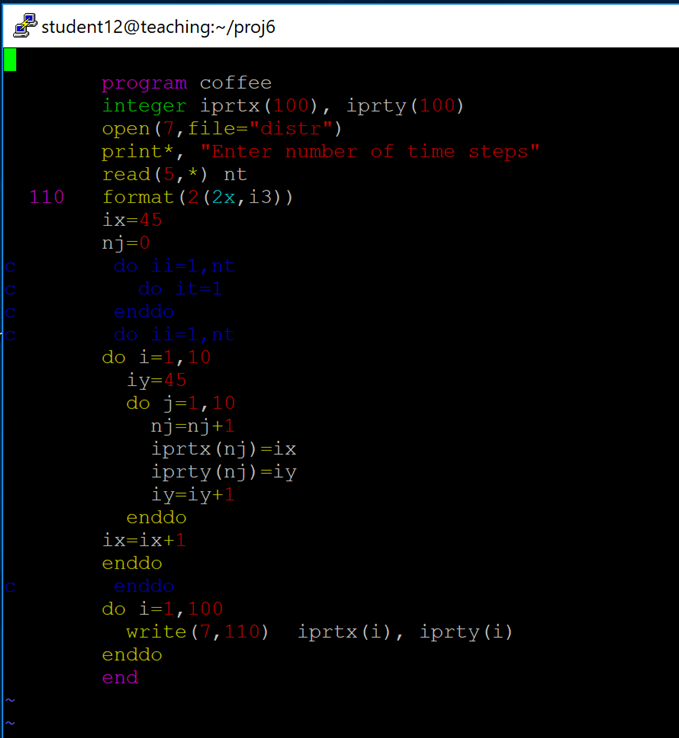 student12@teaching:~/proj6
        program coffee
        integer iprtx(100), iprty(100)
        open(7,file="distr")
        print*, "Enter number of time steps"
        read(5,*) nt
  110   format(2(2x,i3))
        ix=45
        nj=0
c        do ii=1,nt
c          do it=1
c        enddo
c        do ii=1,nt
        do i=1,10
          iy=45
          do j=1,10
            nj=nj+1
            iprtx(nj)=ix
            iprty(nj)=iy
            iy=iy+1
          enddo
        ix=ix+1
        enddo
c        enddo
        do i=1,100
          write(7,110)  iprtx(i), iprty(i)
        enddo
        end
~
~